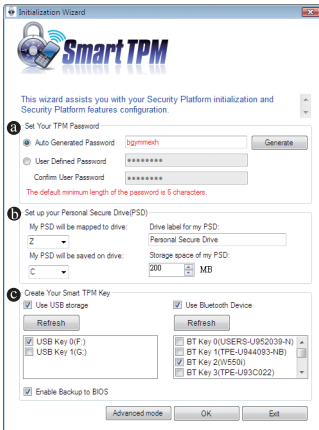 Initialization Wizard
Smart TPM
This wizard assists you with your Security Platform initialization and
Security Platform features configuration.
a Set Your TPM Password
Auto Generated Password bgymmexh Generate
User Defined Password ●●●●●●●●
Confirm User Password ●●●●●●●●
The default minimum length of the password is 5 characters.
b Set up your Personal Secure Drive(PSD)
My PSD will be mapped to drive: Drive label for my PSD:
Z Personal Secure Drive
My PSD will be saved on drive: Storage space of my PSD:
C 200 MB
c Create Your Smart TPM Key
Use USB storage Use Bluetooth Device
Refresh Refresh
USB Key 0(F:) BT Key 0(USERS-U952039-N)
USB Key 1(G:) BT Key 1(TPE-U944093-NB)
BT Key 2(W550i)
BT Key 3(TPE-U93C022)
Enable Backup to BIOS
Advanced mode OK Exit